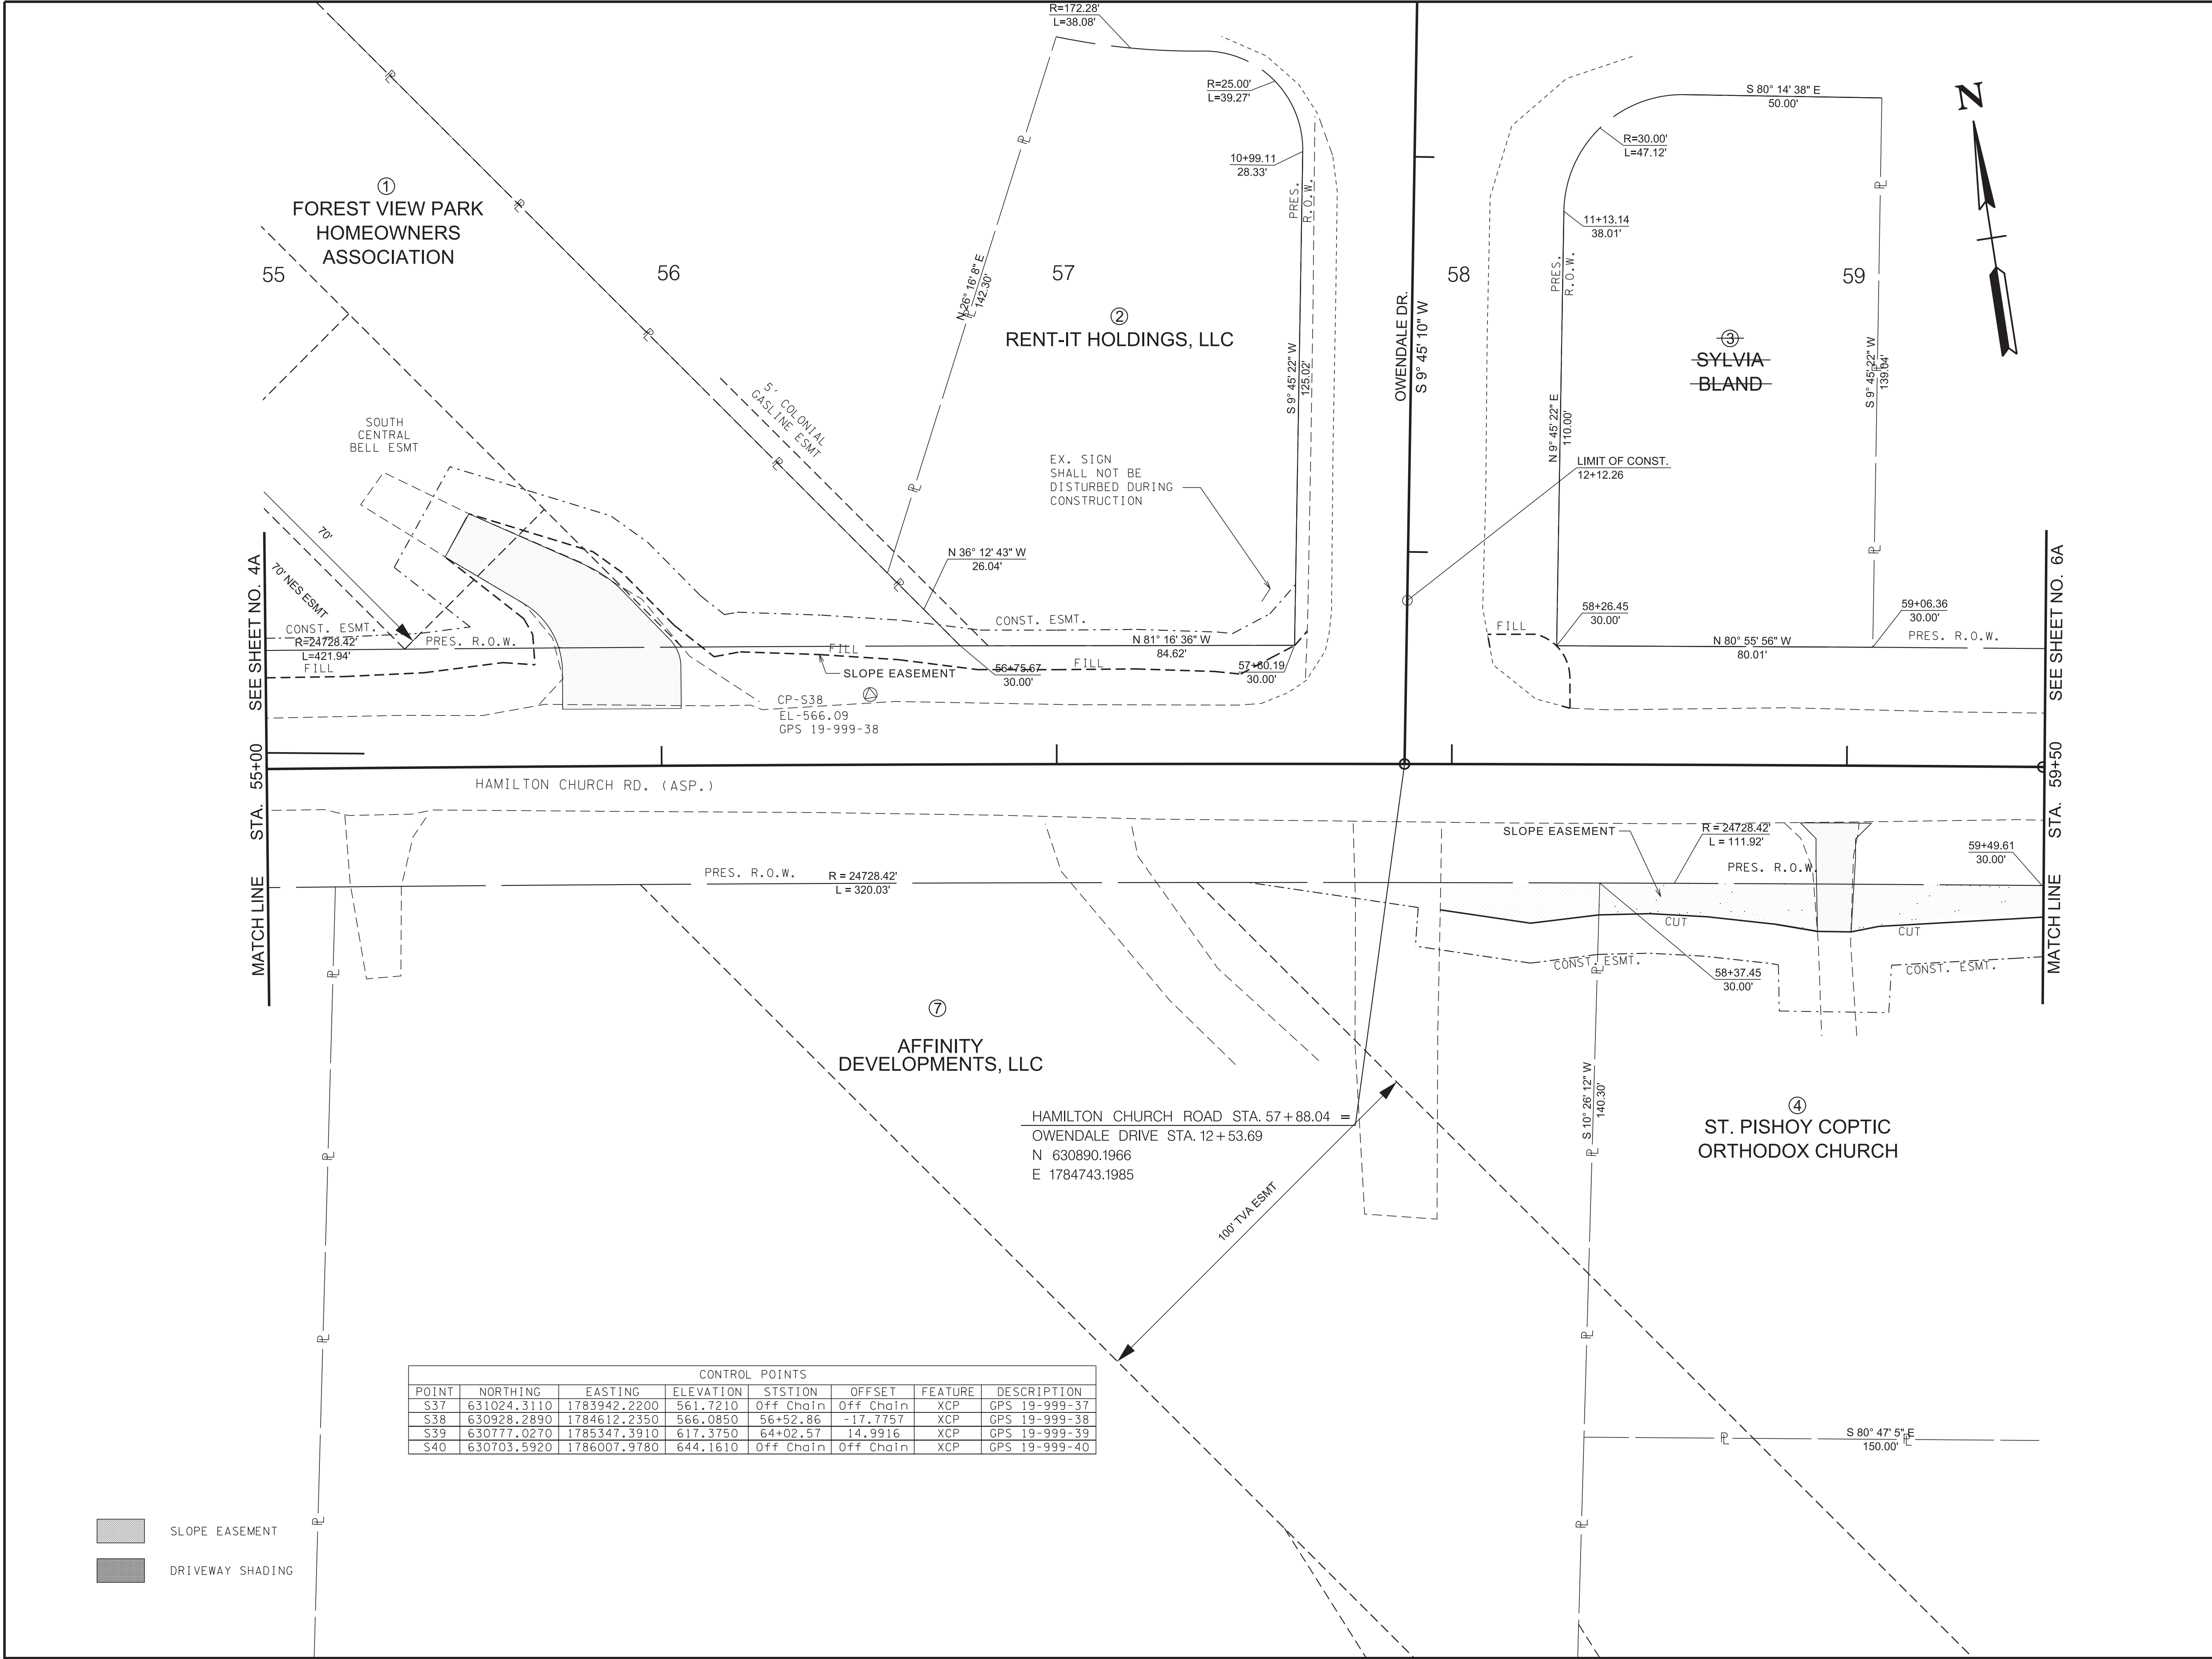 R=172.28'
L=38.08'
R=25.00'
L=39.27'
10+99.11
28.33'
PRES.
R.O.W.
S 80° 14' 38" E
50.00'
R=30.00'
L=47.12'
11+13.14
38.01'
PRES.
R.O.W.
N
①
FOREST VIEW PARK
HOMEOWNERS
ASSOCIATION
55
56
57
58
59
N 26° 16' 8" E
142.30'
②
RENT-IT HOLDINGS, LLC
S 9° 45' 22" W
125.02'
OWENDALE DR.
S 9° 45' 10" W
③
SYLVIA
BLAND
S 9° 45' 22" W
139.04'
N 9° 45' 22" E
110.00'
5' COLONIAL
GASLINE ESMT
SOUTH
CENTRAL
BELL ESMT
EX. SIGN
SHALL NOT BE
DISTURBED DURING
CONSTRUCTION
LIMIT OF CONST.
12+12.26
70'
70' NES ESMT
N 36° 12' 43" W
26.04'
CONST. ESMT.
58+26.45
30.00'
59+06.36
30.00'
CONST. ESMT.
R=24728.42'
L=421.94'
PRES. R.O.W.
FILL
FILL
SLOPE EASEMENT
FILL
N 81° 16' 36" W
84.62'
56+75.67
30.00'
57+60.19
30.00'
FILL
N 80° 55' 56" W
80.01'
PRES. R.O.W.
CP-S38
EL-566.09
GPS 19-999-38
MATCH LINE STA. 55+00 SEE SHEET NO. 4A
MATCH LINE STA. 59+50 SEE SHEET NO. 6A
HAMILTON CHURCH RD. (ASP.)
PRES. R.O.W.
R = 24728.42'
L = 320.03'
SLOPE EASEMENT
R = 24728.42'
L = 111.92'
PRES. R.O.W.
59+49.61
30.00'
CUT
CUT
CONST. ESMT.
CONST. ESMT.
58+37.45
30.00'
⑦
AFFINITY
DEVELOPMENTS, LLC
HAMILTON CHURCH ROAD STA. 57+88.04 =
OWENDALE DRIVE STA. 12+53.69
N 630890.1966
E 1784743.1985
S 10° 26' 12" W
140.30'
④
ST. PISHOY COPTIC
ORTHODOX CHURCH
100' TVA ESMT
S 80° 47' 5" E
150.00'
CONTROL POINTS
POINT NORTHING EASTING ELEVATION STSTION OFFSET FEATURE DESCRIPTION
S37 631024.3110 1783942.2200 561.7210 Off Chain Off Chain XCP GPS 19-999-37
S38 630928.2890 1784612.2350 566.0850 56+52.86 -17.7757 XCP GPS 19-999-38
S39 630777.0270 1785347.3910 617.3750 64+02.57 14.9916 XCP GPS 19-999-39
S40 630703.5920 1786007.9780 644.1610 Off Chain Off Chain XCP GPS 19-999-40
SLOPE EASEMENT
DRIVEWAY SHADING